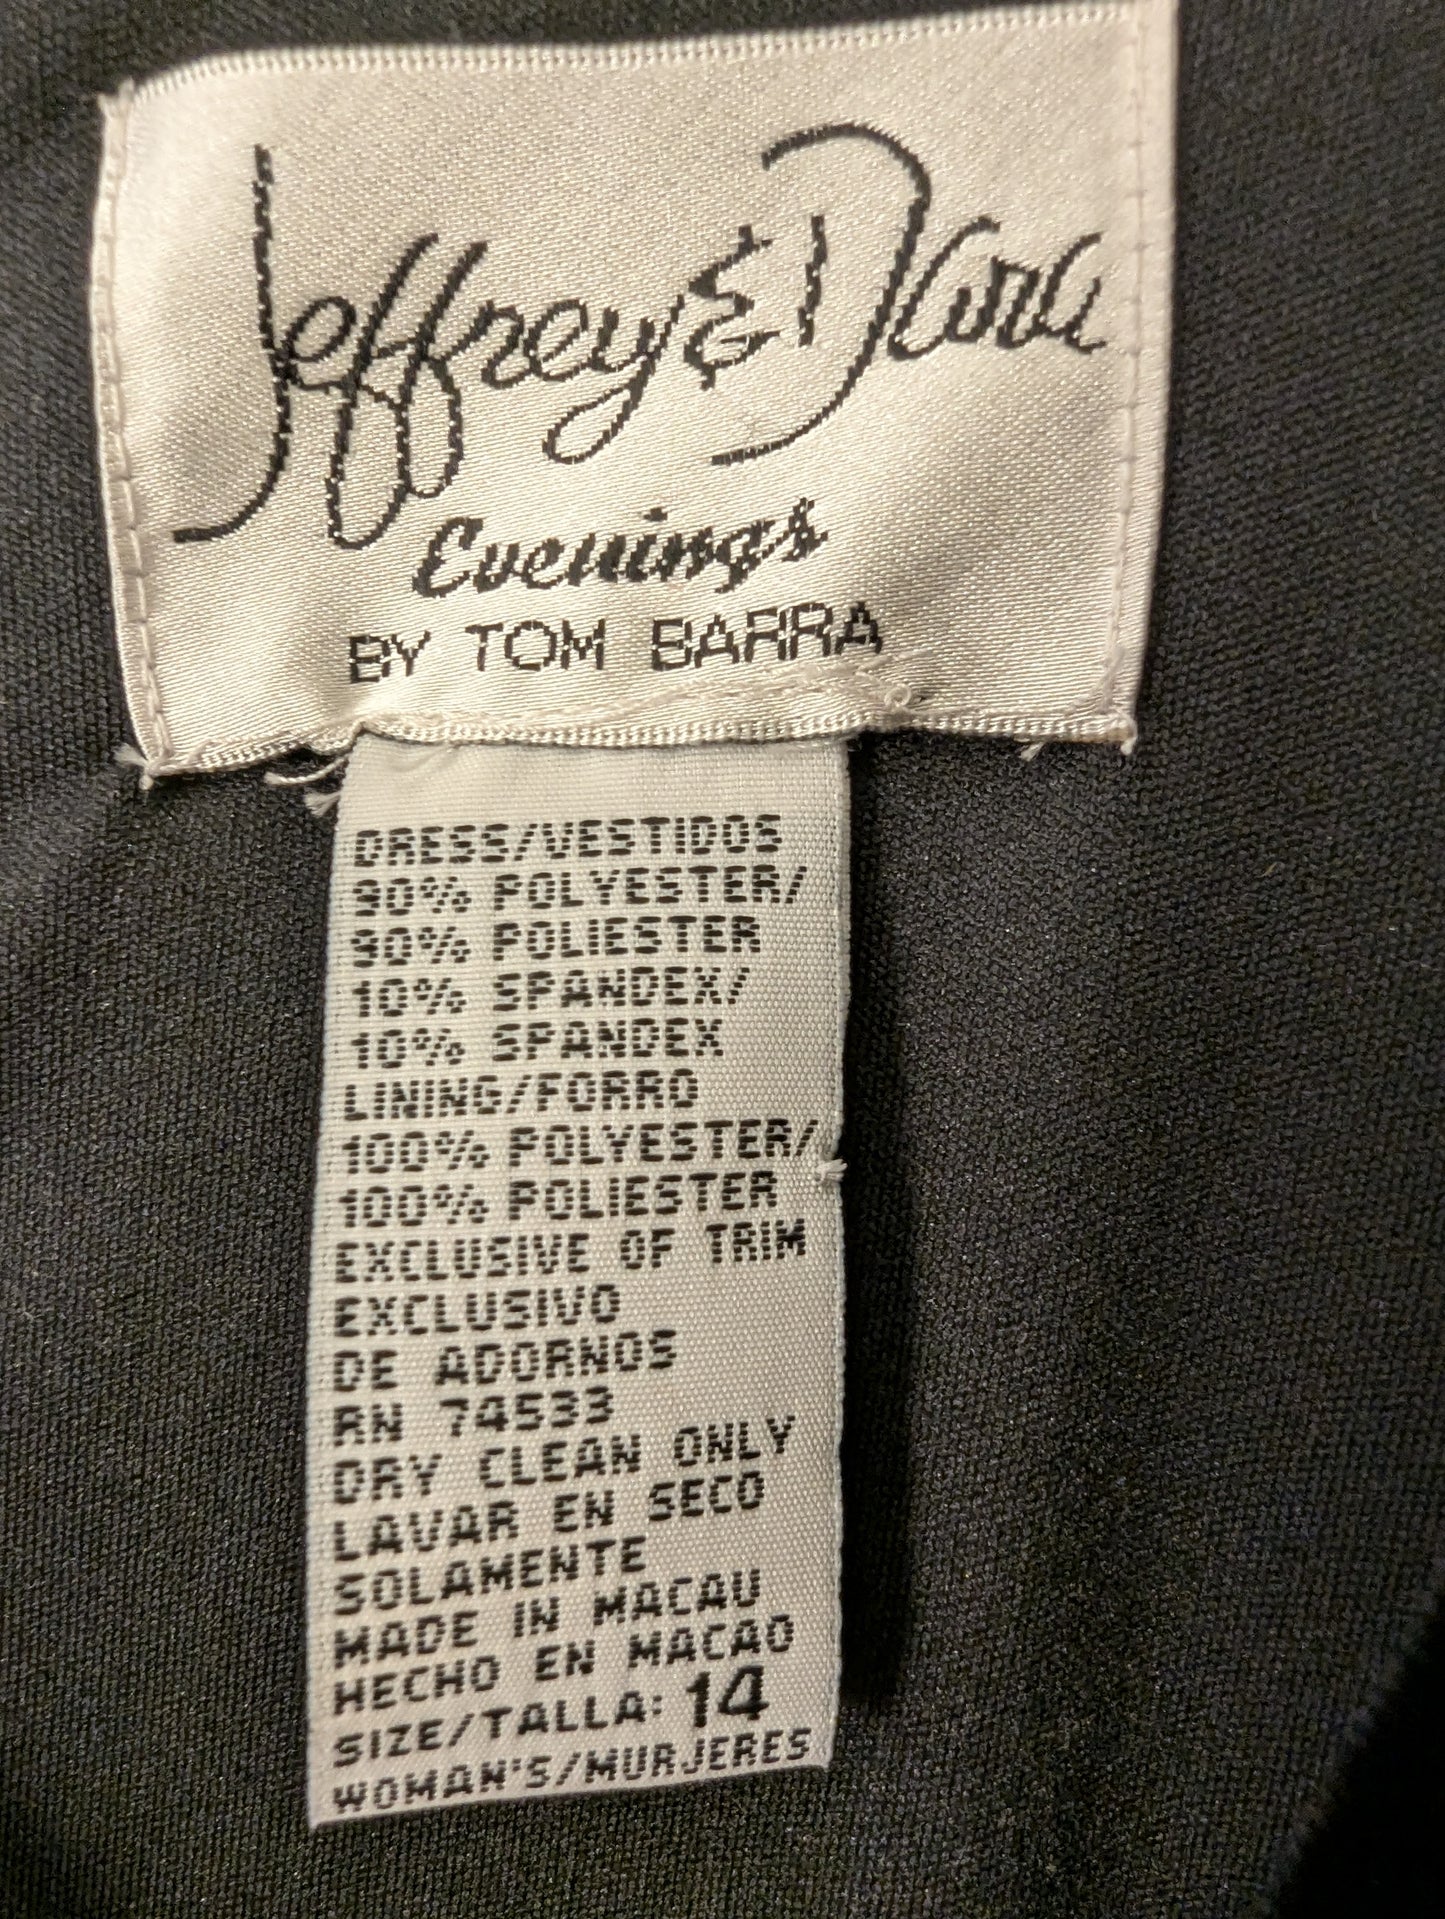 Jeffrey & Dara
Evenings
BY TOM BARRA
DRESS/VESTIDOS
90% POLYESTER/
90% POLIESTER
10% SPANDEX/
10% SPANDEX
LINING/FORRO
100% POLYESTER/
100% POLIESTER
EXCLUSIVE OF TRIM
EXCLUSIVO
DE ADORNOS
RN 74533
DRY CLEAN ONLY
LAVAR EN SECO
SOLAMENTE
MADE IN MACAU
HECHO EN MACAO
SIZE/TALLA: 14
WOMAN'S/MURJERES